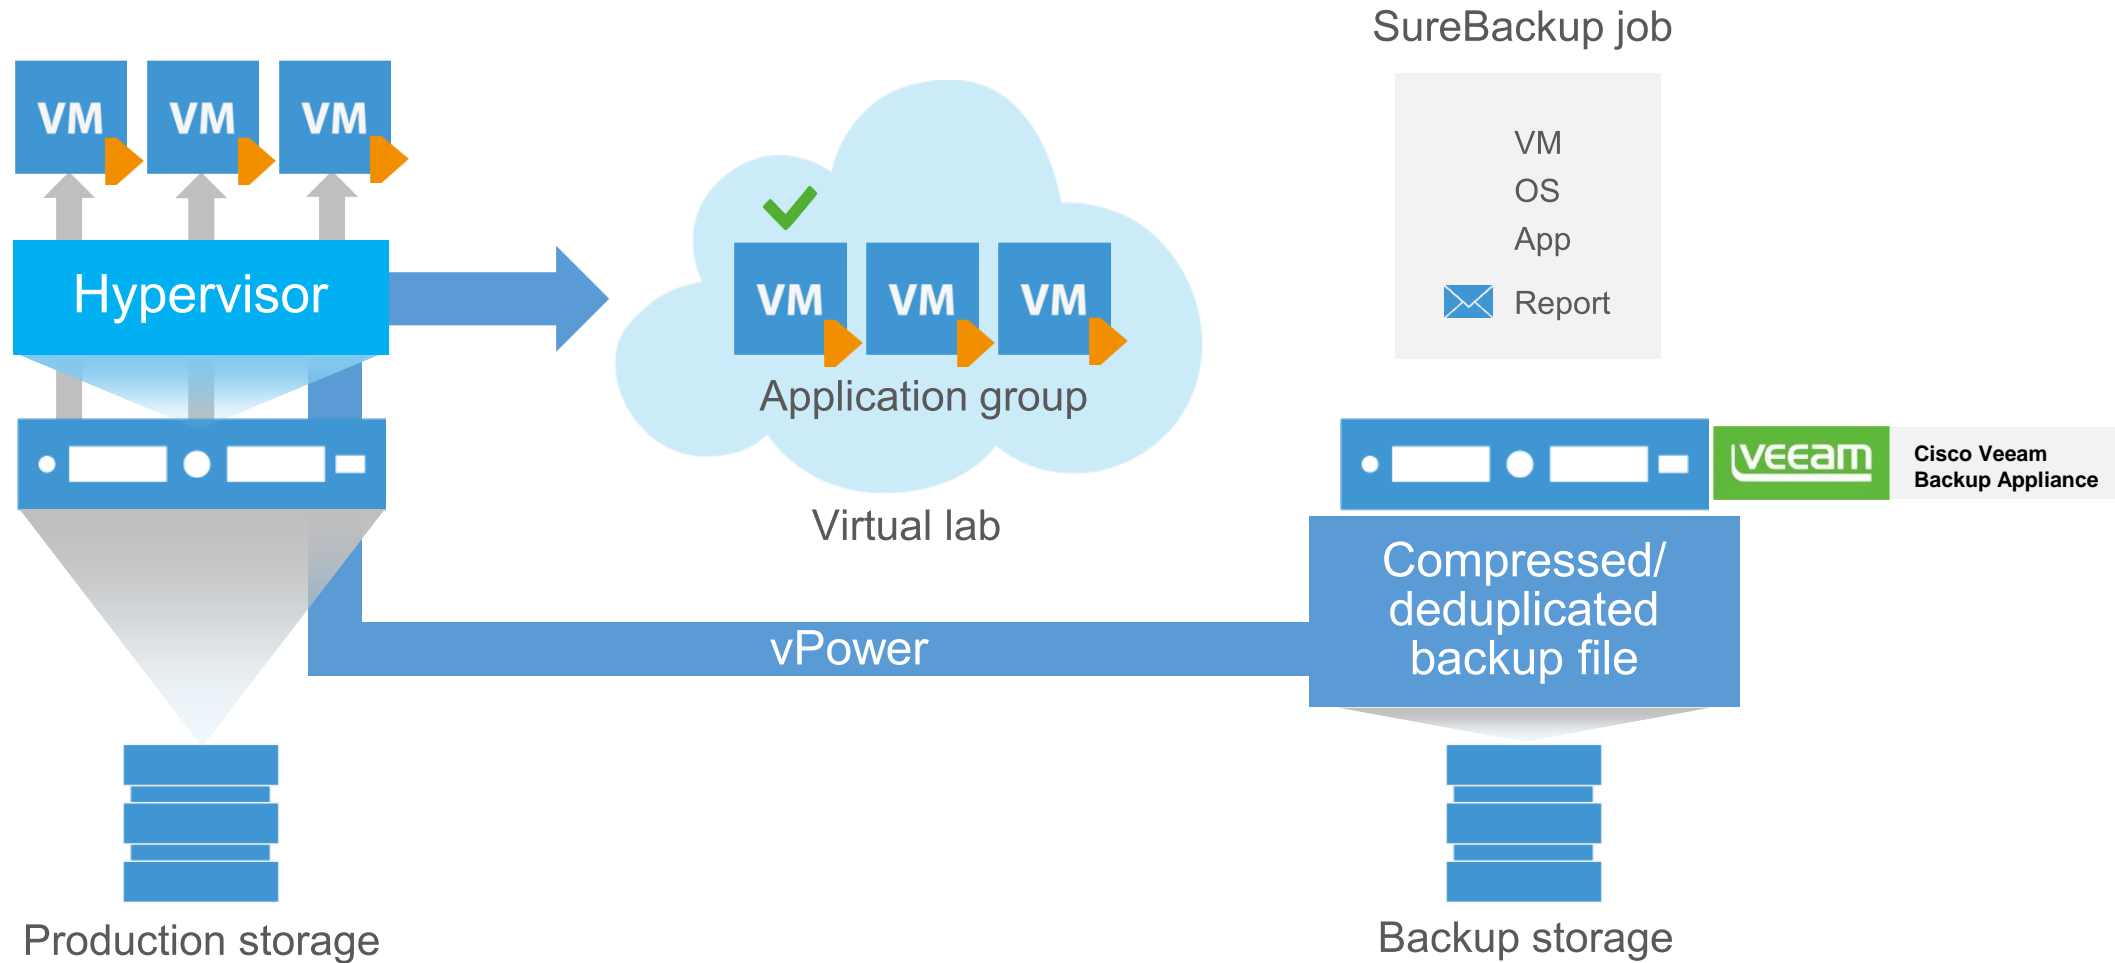 SureBackup job
VM
VM
VM
VM
OS
App
Report
Hypervisor
VM
VM
VM
Application group
Virtual lab
veeam
Cisco Veeam
Backup Appliance
Compressed/
deduplicated
backup file
vPower
Production storage
Backup storage